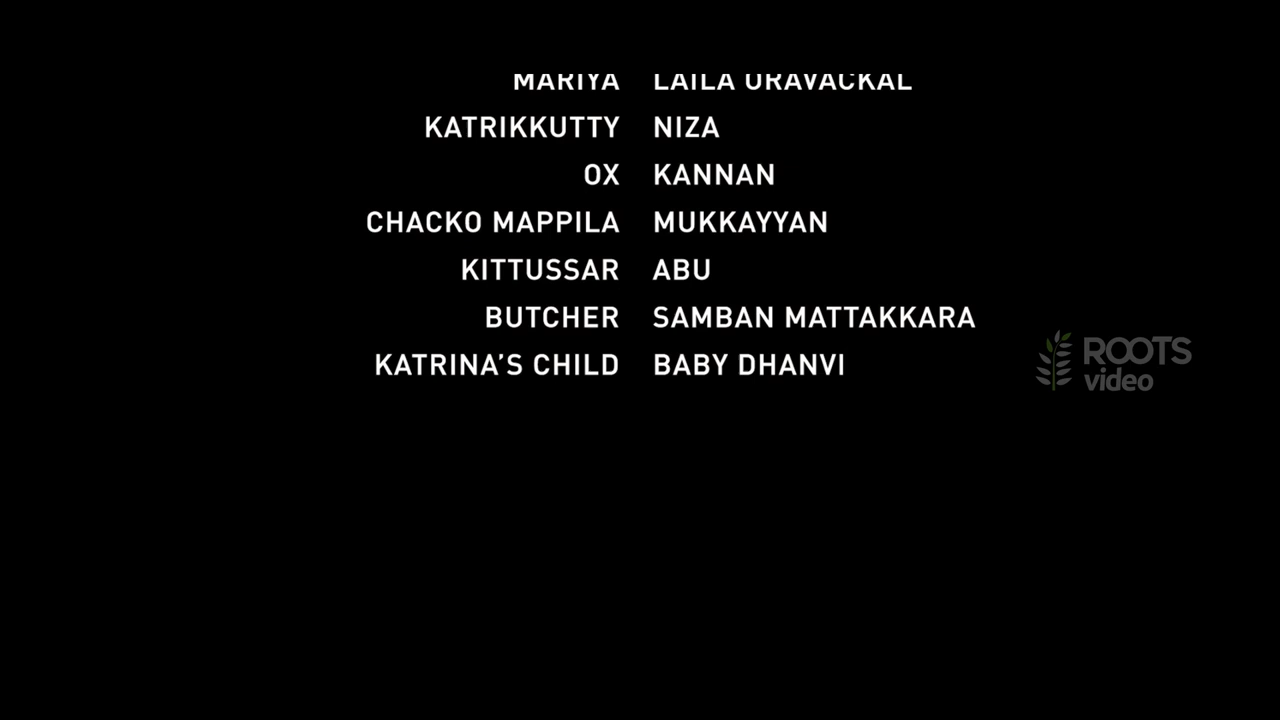 MARIYA LAILA URAVACKAL
KATRIKKUTTY NIZA
OX KANNAN
CHACKO MAPPILA MUKKAYYAN
KITTUSSAR ABU
BUTCHER SAMBAN MATTAKKARA
KATRINA'S CHILD BABY DHANVI
ROOTS
video